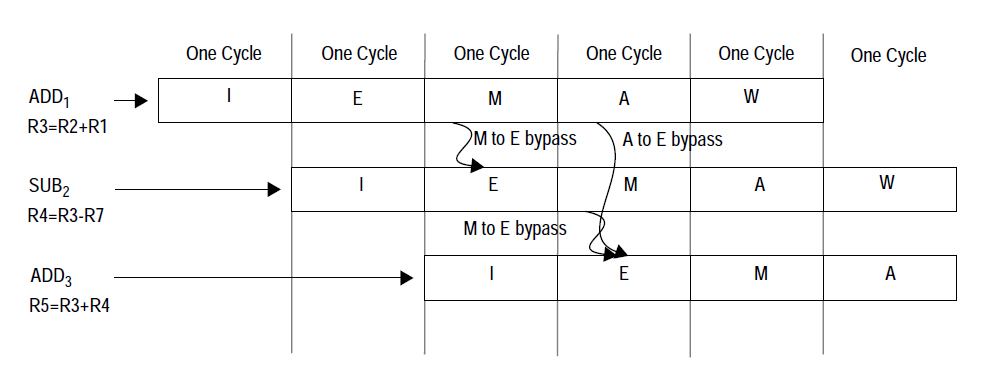 One Cycle One Cycle One Cycle One Cycle One Cycle One Cycle
ADD1 I E M A W
R3=R2+R1
M to E bypass A to E bypass
SUB2 I E M A W
R4=R3-R7
M to E bypass
ADD3 I E M A
R5=R3+R4